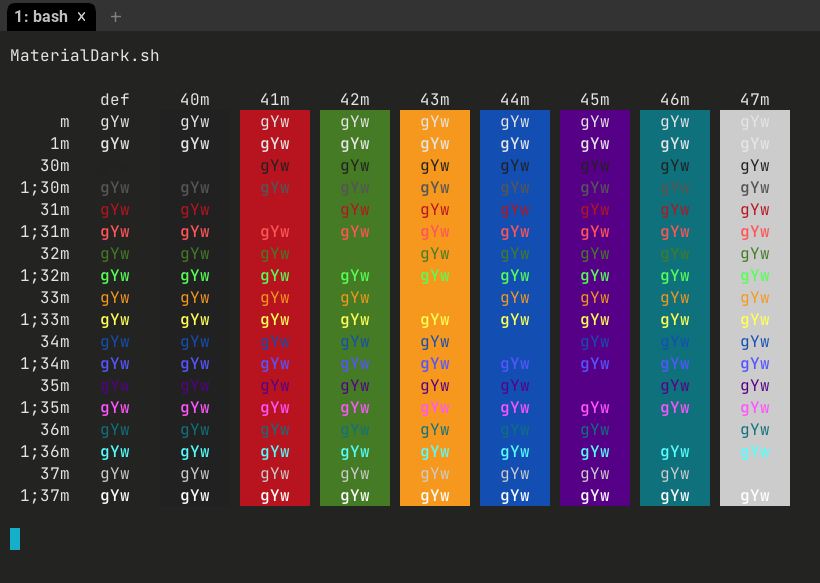 1: bash × +
MaterialDark.sh
def 40m 41m 42m 43m 44m 45m 46m 47m
m gYw gYw gYw gYw gYw gYw gYw gYw gYw
1m gYw gYw gYw gYw gYw gYw gYw gYw gYw
30m gYw gYw gYw gYw gYw gYw gYw
1;30m gYw gYw gYw gYw gYw gYw gYw gYw gYw
31m gYw gYw gYw gYw gYw gYw gYw gYw
1;31m gYw gYw gYw gYw gYw gYw gYw gYw gYw
32m gYw gYw gYw gYw gYw gYw gYw gYw
1;32m gYw gYw gYw gYw gYw gYw gYw gYw gYw
33m gYw gYw gYw gYw gYw gYw gYw gYw
1;33m gYw gYw gYw gYw gYw gYw gYw gYw gYw
34m gYw gYw gYw gYw gYw gYw gYw gYw
1;34m gYw gYw gYw gYw gYw gYw gYw gYw gYw
35m gYw gYw gYw gYw gYw gYw gYw gYw
1;35m gYw gYw gYw gYw gYw gYw gYw gYw gYw
36m gYw gYw gYw gYw gYw gYw gYw gYw
1;36m gYw gYw gYw gYw gYw gYw gYw gYw gYw
37m gYw gYw gYw gYw gYw gYw gYw gYw
1;37m gYw gYw gYw gYw gYw gYw gYw gYw gYw